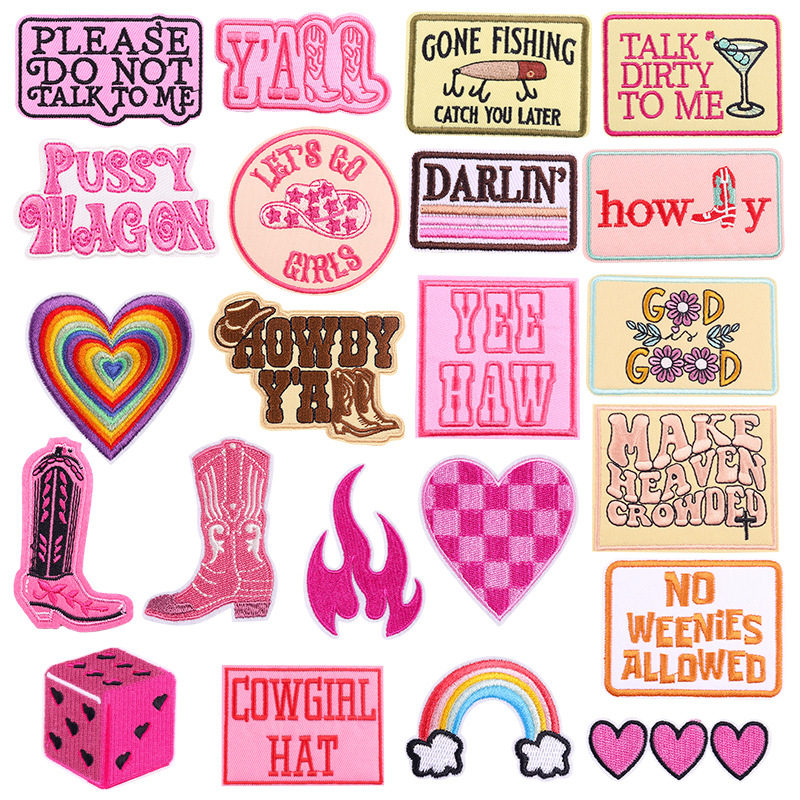 PLEASE
DO NOT
TALK TO ME
Y'ALL
GONE FISHING
CATCH YOU LATER
TALK
DIRTY
TO ME
PUSSY
WAGON
LET'S GO
GIRLS
DARLIN'
howdy
HOWDY
Y'ALL
YEE
HAW
GOOD
is
GOOD
MAKE
HEAVEN
CROWDED
NO
WEENIES
ALLOWED
COWGIRL
HAT